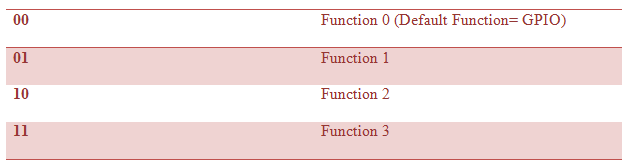 00 Function 0 (Default Function= GPIO)
01 Function 1
10 Function 2
11 Function 3